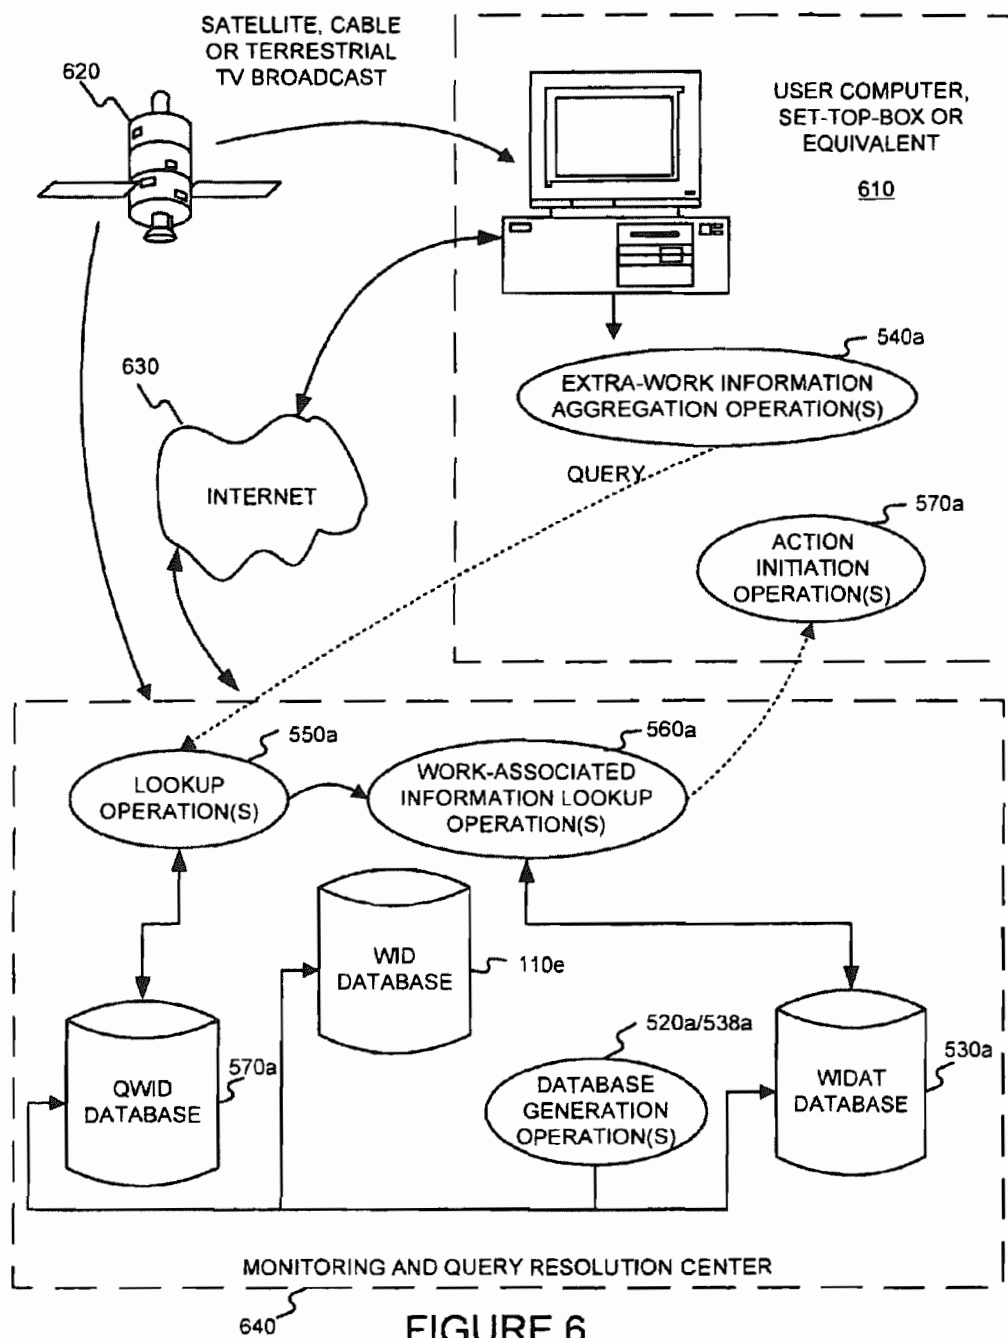 SATELLITE, CABLE
OR TERRESTRIAL
TV BROADCAST
620
USER COMPUTER,
SET-TOP-BOX OR
EQUIVALENT
610
540a
EXTRA-WORK INFORMATION
AGGREGATION OPERATION(S)
630
INTERNET
QUERY
570a
ACTION
INITIATION
OPERATION(S)
550a
LOOKUP
OPERATION(S)
560a
WORK-ASSOCIATED
INFORMATION LOOKUP
OPERATION(S)
WID
DATABASE
110e
QWID
DATABASE
570a
520a/538a
DATABASE
GENERATION
OPERATION(S)
WIDAT
DATABASE
530a
MONITORING AND QUERY RESOLUTION CENTER
640
FIGURE 6